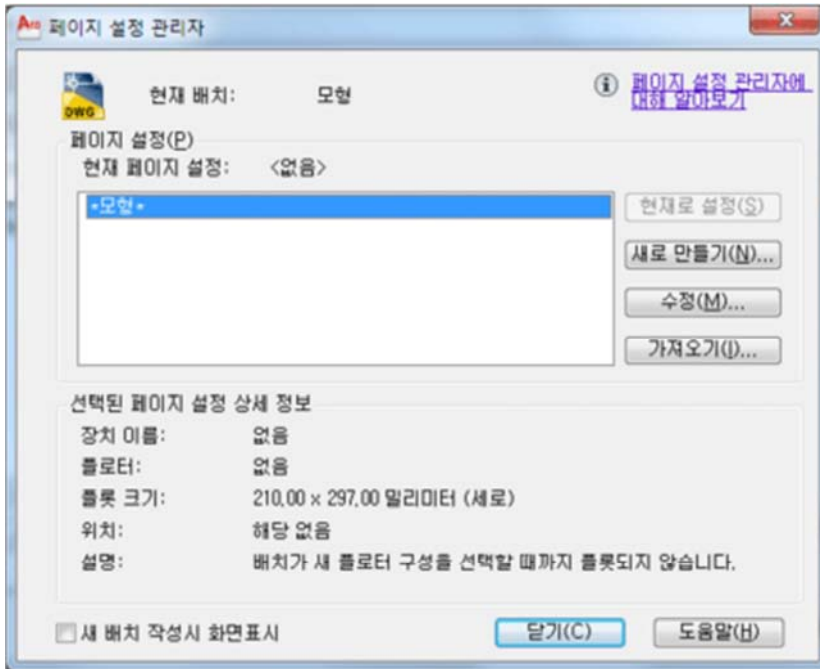 페이지 설정 관리자
DWG
현재 배치: 모형
페이지 설정 관리자에
대해 알아보기
페이지 설정(P)
현재 페이지 설정: <없음>
*모형*
현재로 설정(S)
새로 만들기(N)...
수정(M)...
가져오기(I)...
선택된 페이지 설정 상세 정보
장치 이름: 없음
플로터: 없음
플롯 크기: 210.00 x 297.00 밀리미터 (세로)
위치: 해당 없음
설명: 배치가 새 플로터 구성을 선택할 때까지 플롯되지 않습니다.
새 배치 작성시 화면표시
닫기(C)
도움말(H)